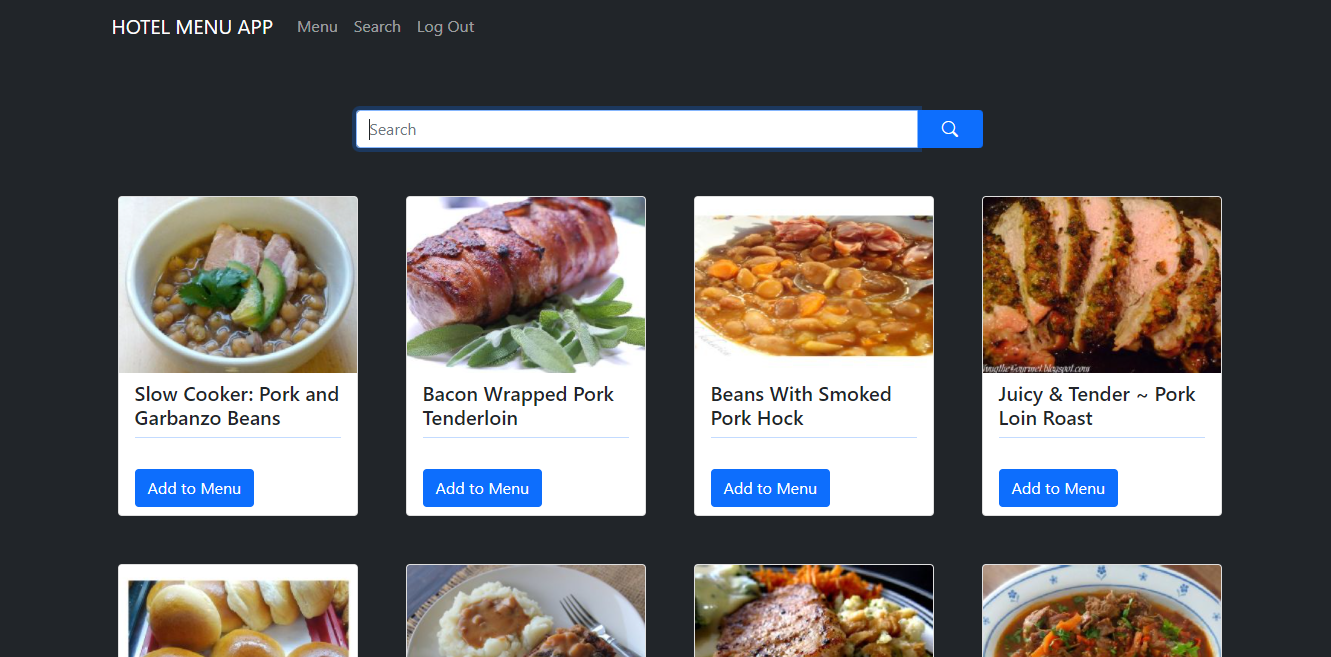 HOTEL MENU APP Menu Search Log Out
Search
Slow Cooker: Pork and
Garbanzo Beans
Add to Menu
Bacon Wrapped Pork
Tenderloin
Add to Menu
Beans With Smoked
Pork Hock
Add to Menu
Juicy & Tender ~ Pork
Loin Roast
Add to Menu